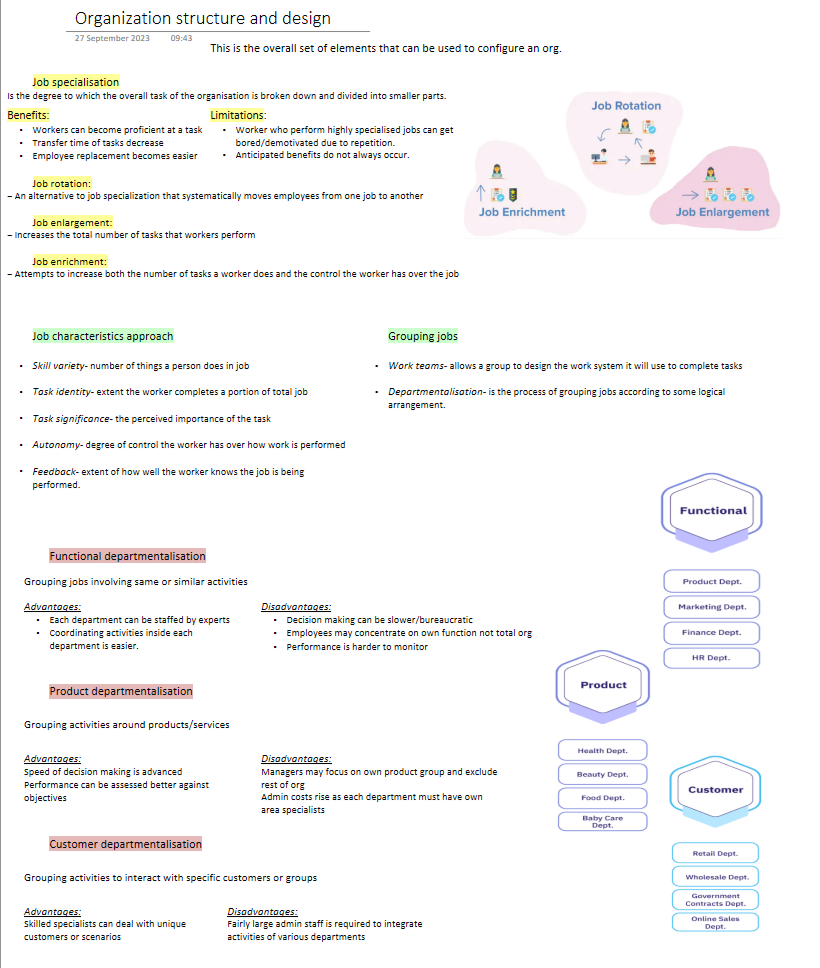 Organization structure and design
27 September 2023 09:43
This is the overall set of elements that can be used to configure an org.
Job specialisation
Is the degree to which the overall task of the organisation is broken down and divided into smaller parts.
Benefits:
• Workers can become proficient at a task
• Transfer time of tasks decrease
• Employee replacement becomes easier
Limitations:
• Worker who perform highly specialised jobs can get
bored/demotivated due to repetition.
• Anticipated benefits do not always occur.
Job rotation:
– An alternative to job specialization that systematically moves employees from one job to another
Job enlargement:
– Increases the total number of tasks that workers perform
Job enrichment:
– Attempts to increase both the number of tasks a worker does and the control the worker has over the job
Job Rotation
Job Enrichment
Job Enlargement
Job characteristics approach
• Skill variety- number of things a person does in job
• Task identity- extent the worker completes a portion of total job
• Task significance- the perceived importance of the task
• Autonomy- degree of control the worker has over how work is performed
• Feedback- extent of how well the worker knows the job is being
performed.
Grouping jobs
• Work teams- allows a group to design the work system it will use to complete tasks
• Departmentalisation- is the process of grouping jobs according to some logical
arrangement.
Functional departmentalisation
Grouping jobs involving same or similar activities
Advantages:
• Each department can be staffed by experts
• Coordinating activities inside each
department is easier.
Disadvantages:
• Decision making can be slower/bureaucratic
• Employees may concentrate on own function not total org
• Performance is harder to monitor
Functional
Product Dept.
Marketing Dept.
Finance Dept.
HR Dept.
Product departmentalisation
Grouping activities around products/services
Advantages:
Speed of decision making is advanced
Performance can be assessed better against
objectives
Disadvantages:
Managers may focus on own product group and exclude
rest of org
Admin costs rise as each department must have own
area specialists
Product
Health Dept.
Beauty Dept.
Food Dept.
Baby Care
Dept.
Customer departmentalisation
Grouping activities to interact with specific customers or groups
Advantages:
Skilled specialists can deal with unique
customers or scenarios
Disadvantages:
Fairly large admin staff is required to integrate
activities of various departments
Customer
Retail Dept.
Wholesale Dept.
Government
Contracts Dept.
Online Sales
Dept.